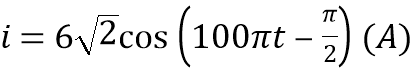 i = 6√2cos (100πt − π/2) (A)